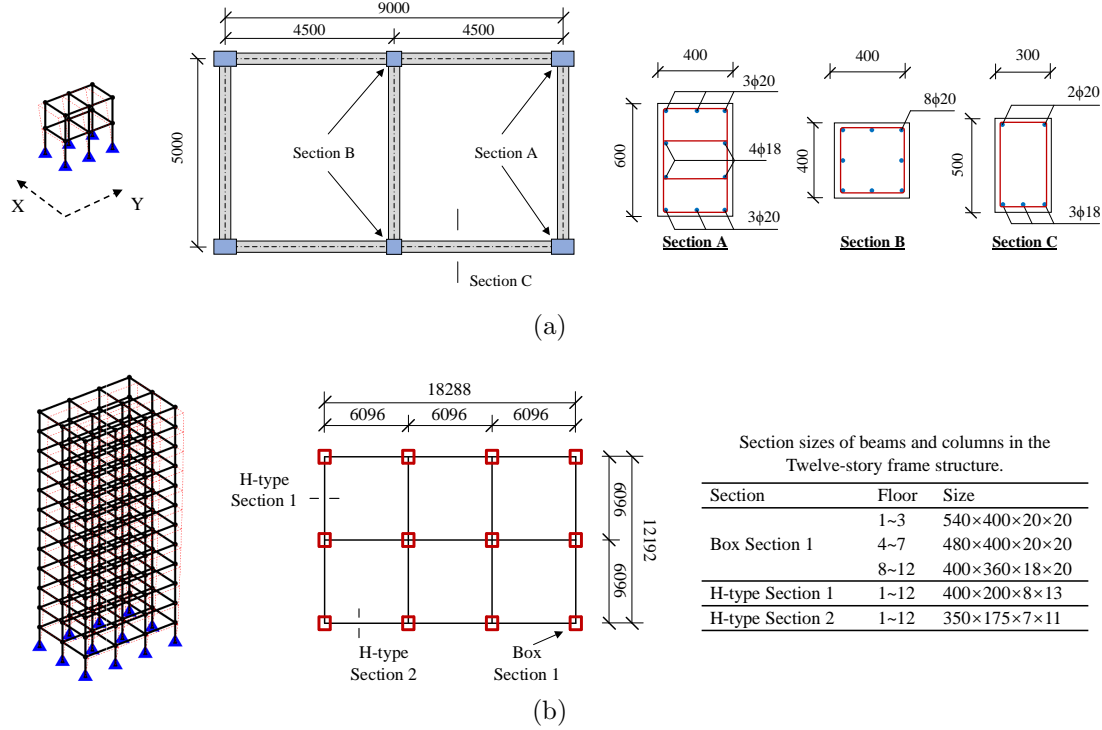 9000
4500
4500
5000
Section B
Section A
Section C
X
Y
400
3ϕ20
600
4ϕ18
3ϕ20
Section A
400
8ϕ20
400
Section B
300
2ϕ20
500
3ϕ18
Section C
(a)
18288
6096
6096
6096
H-type
Section 1
6096
6096
12192
H-type
Section 2
Box
Section 1
Section sizes of beams and columns in the
Twelve-story frame structure.
Section Floor Size
1~3 540×400×20×20
Box Section 1 4~7 480×400×20×20
8~12 400×360×18×20
H-type Section 1 1~12 400×200×8×13
H-type Section 2 1~12 350×175×7×11
(b)